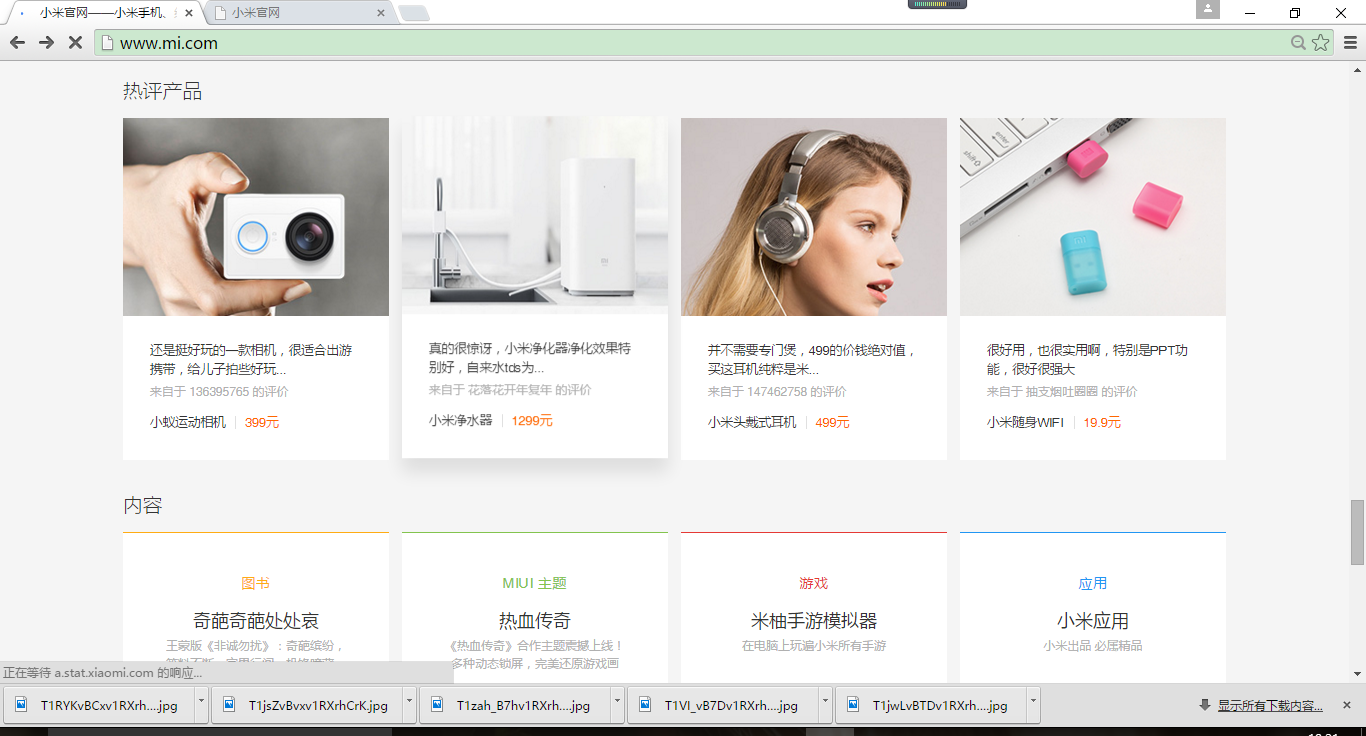 小米官网——小米手机、
小米官网
www.mi.com
热评产品
shift
enter
mi
还是挺好玩的一款相机，很适合出游
携带，给儿子拍些好玩...
来自于 136395765 的评价
小蚁运动相机 | 399元
真的很惊讶，小米净化器净化效果特
别好，自来水tds为...
来自于 花落花开年复年 的评价
小米净水器 | 1299元
并不需要专门煲，499的价钱绝对值，
买这耳机纯粹是米...
来自于 147462758 的评价
小米头戴式耳机 | 499元
很好用，也很实用啊，特别是PPT功
能，很好很强大
来自于 抽支烟吐圈圈 的评价
小米随身WIFI | 19.9元
内容
图书
奇葩奇葩处处哀
王蒙版《非诚勿扰》：奇葩缤纷，
MIUI 主题
热血传奇
《热血传奇》合作主题震撼上线！
多种动态锁屏，完美还原游戏画
游戏
米柚手游模拟器
在电脑上玩遍小米所有手游
应用
小米应用
小米出品 必属精品
正在等待 a.stat.xiaomi.com 的响应...
T1RYKvBCxv1RXrh....jpg
T1jsZvBvxv1RXrhCrK.jpg
T1zah_B7hv1RXrh....jpg
T1VI_vB7Dv1RXrh....jpg
T1jwLvBTDv1RXrh....jpg
显示所有下载内容...